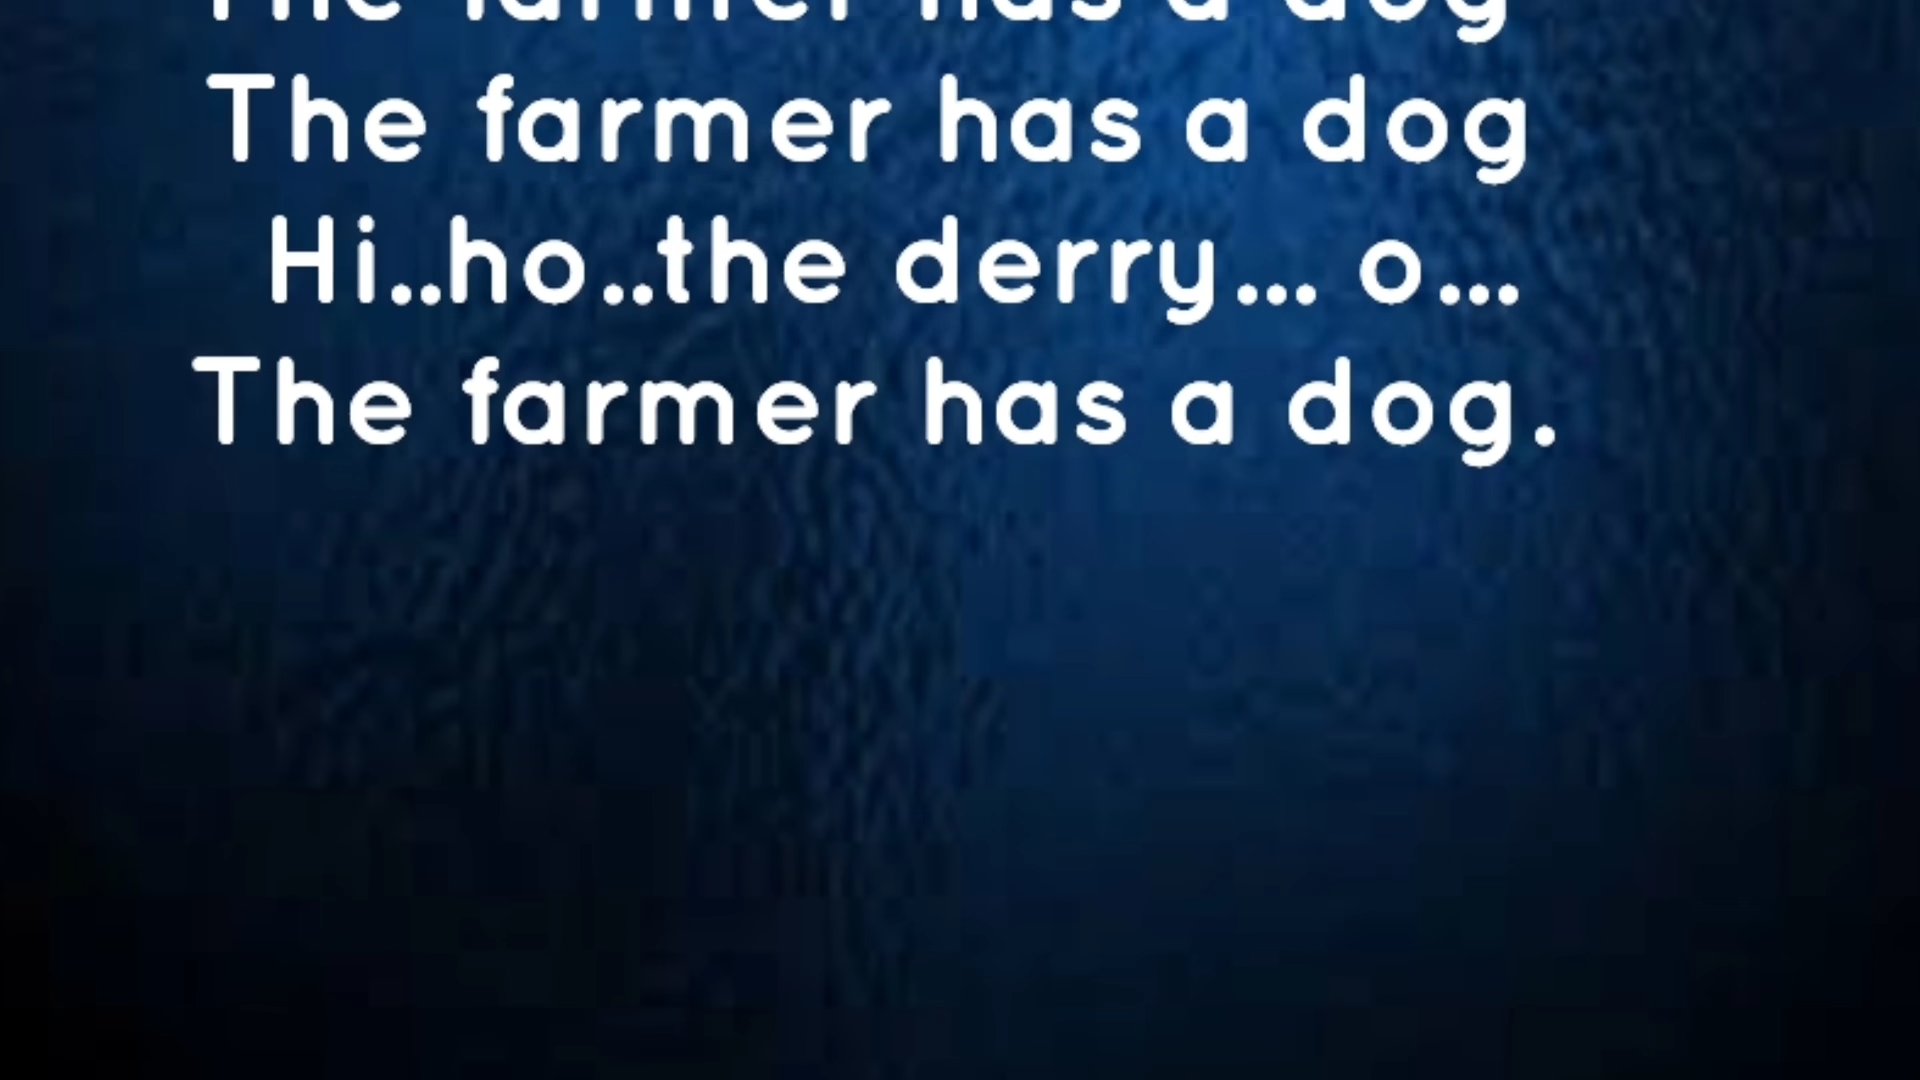 The farmer has a dog
The farmer has a dog
Hi..ho..the derry... o...
The farmer has a dog.